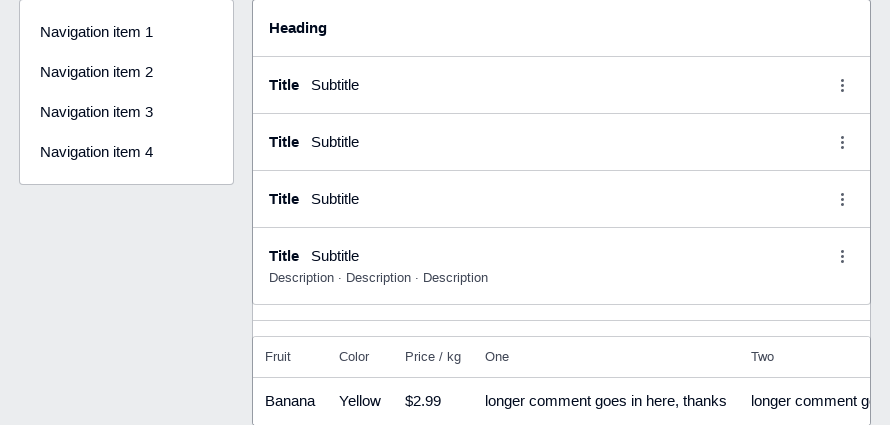 Navigation item 1
Navigation item 2
Navigation item 3
Navigation item 4
Heading
Title Subtitle
Title Subtitle
Title Subtitle
Title Subtitle
Description · Description · Description
Fruit Color Price / kg One Two
Banana Yellow $2.99 longer comment goes in here, thanks longer comment